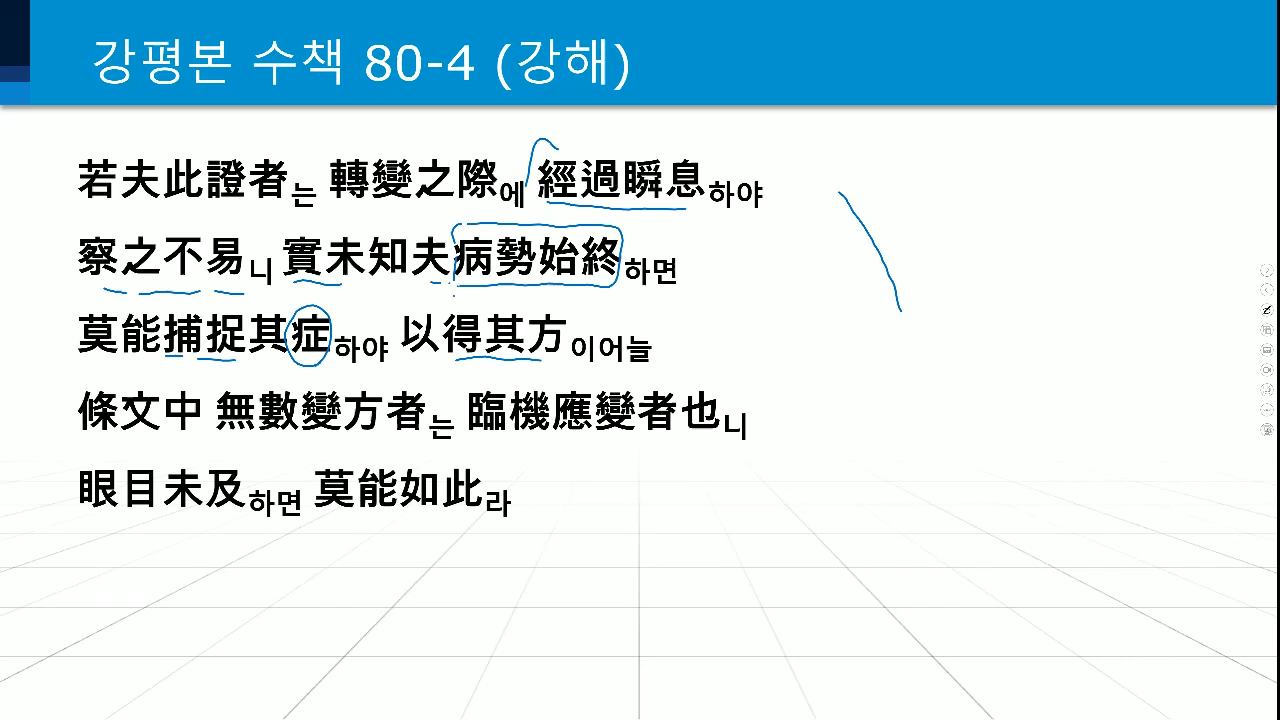 강평본 수책 80-4 (강해)
若夫此證者는 轉變之際에 經過瞬息하야
察之不易니 實未知夫病勢始終하면
莫能捕捉其症하야 以得其方이어늘
條文中 無數變方者는 臨機應變者也니
眼目未及하면 莫能如此라